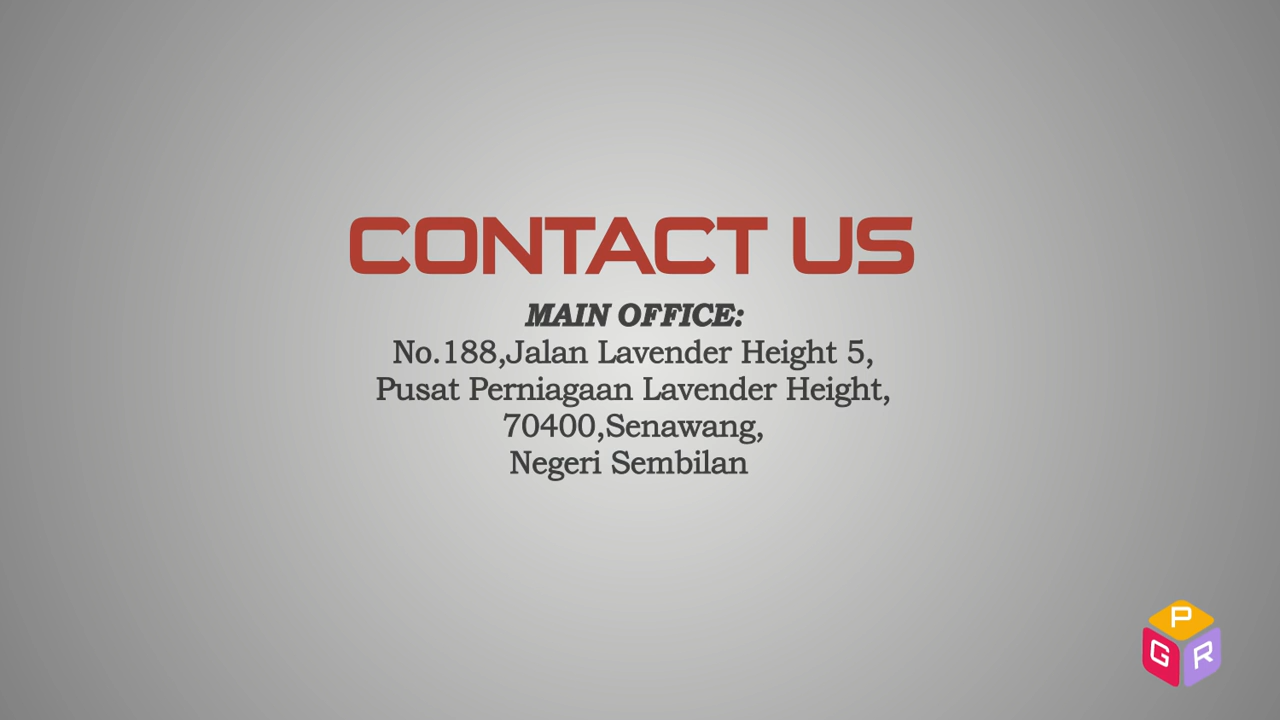 CONTACT US
MAIN OFFICE:
No.188,Jalan Lavender Height 5,
Pusat Perniagaan Lavender Height,
70400,Senawang,
Negeri Sembilan
P
G R